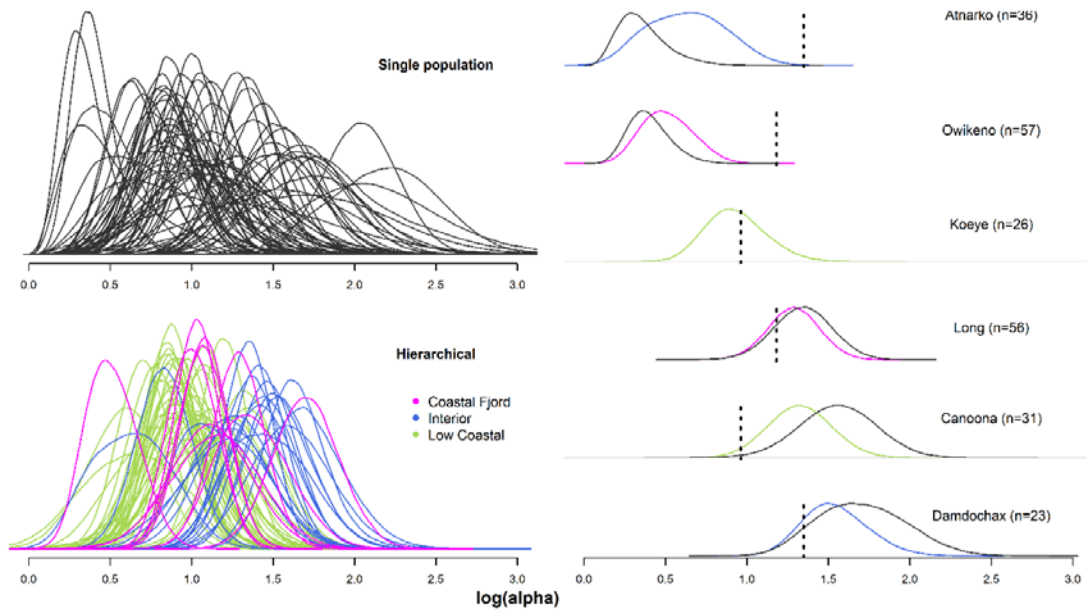 Single population
0.0 0.5 1.0 1.5 2.0 2.5 3.0
Hierarchical
Coastal Fjord
Interior
Low Coastal
0.0 0.5 1.0 1.5 2.0 2.5 3.0
Atnarko (n=36)
Owikeno (n=57)
Koeye (n=26)
Long (n=56)
Canoona (n=31)
Damdochax (n=23)
0.0 0.5 1.0 1.5 2.0 2.5 3.0
log(alpha)